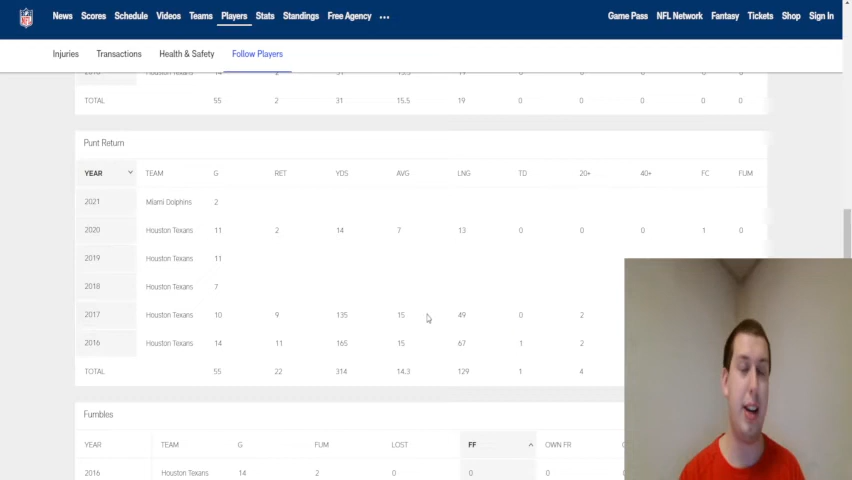 News Scores Schedule Videos Teams Players Stats Standings Free Agency ••• Game Pass NFL Network Fantasy Tickets Shop Sign In
Injuries Transactions Health & Safety Follow Players
TOTAL 55 2 31 15.5 19 0 0 0 0 0
Punt Return
YEAR TEAM G RET YDS AVG LNG TD 20+ 40+ FC FUM
2021 Miami Dolphins 2
2020 Houston Texans 11 2 14 7 13 0 0 0 1 0
2019 Houston Texans 11
2018 Houston Texans 7
2017 Houston Texans 10 9 135 15 49 0 2
2016 Houston Texans 14 11 165 15 67 1 2
TOTAL 55 22 314 14.3 129 1 4
Fumbles
YEAR TEAM G FUM LOST FF OWN FR
2016 Houston Texans 14 2 0 0 0